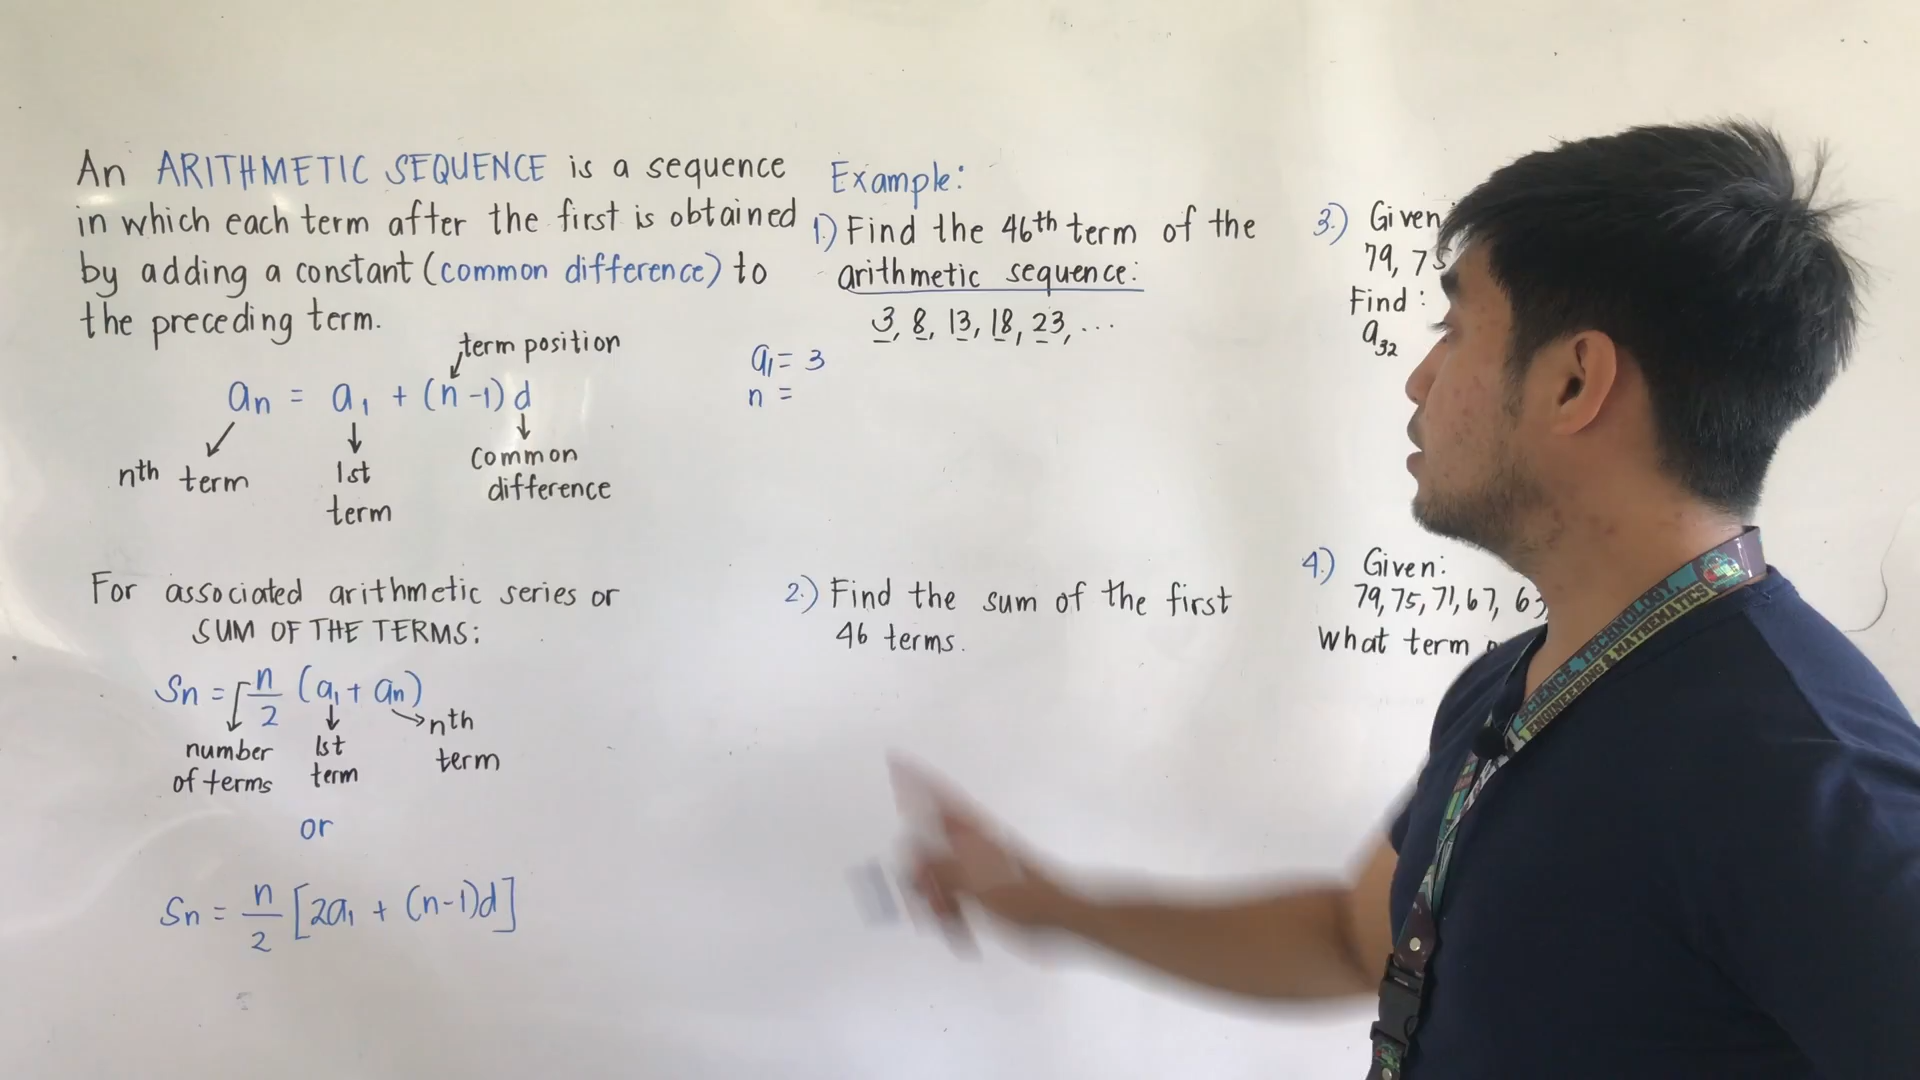 An ARITHMETIC SEQUENCE is a sequence
in which each term after the first is obtained
by adding a constant (common difference) to
the preceding term.
term position
an = a1 + (n-1)d
nth term
1st
term
common
difference
For associated arithmetic series or
SUM OF THE TERMS:
Sn = n/2 (a1 + an)
number
of terms
1st
term
nth
term
or
Sn = n/2 [2a1 + (n-1)d]
Example:
1.) Find the 46th term of the
arithmetic sequence:
3, 8, 13, 18, 23, ...
a1 = 3
n =
2.) Find the sum of the first
46 terms.
3.) Given
79, 75
Find:
a32
4.) Given:
79, 75, 71, 67, 63,
What term
SCIENCE, TECHNOLOGY,
ENGINEERING & MATHEMATICS